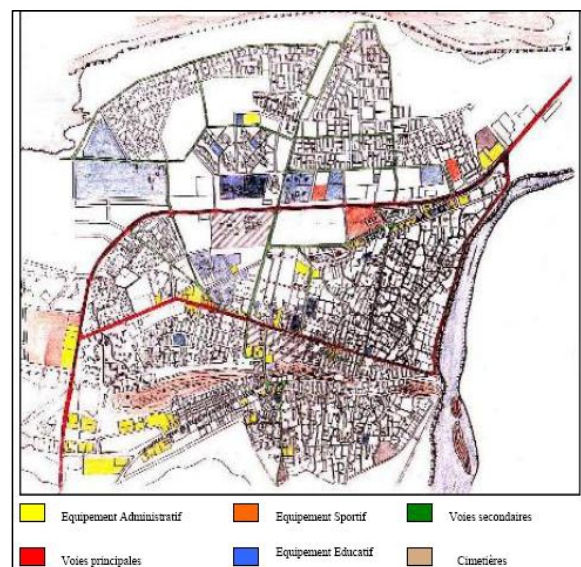 Equipement Administratif
Equipement Sportif
Voies secondaires
Voies principales
Equipement Educatif
Cimetières